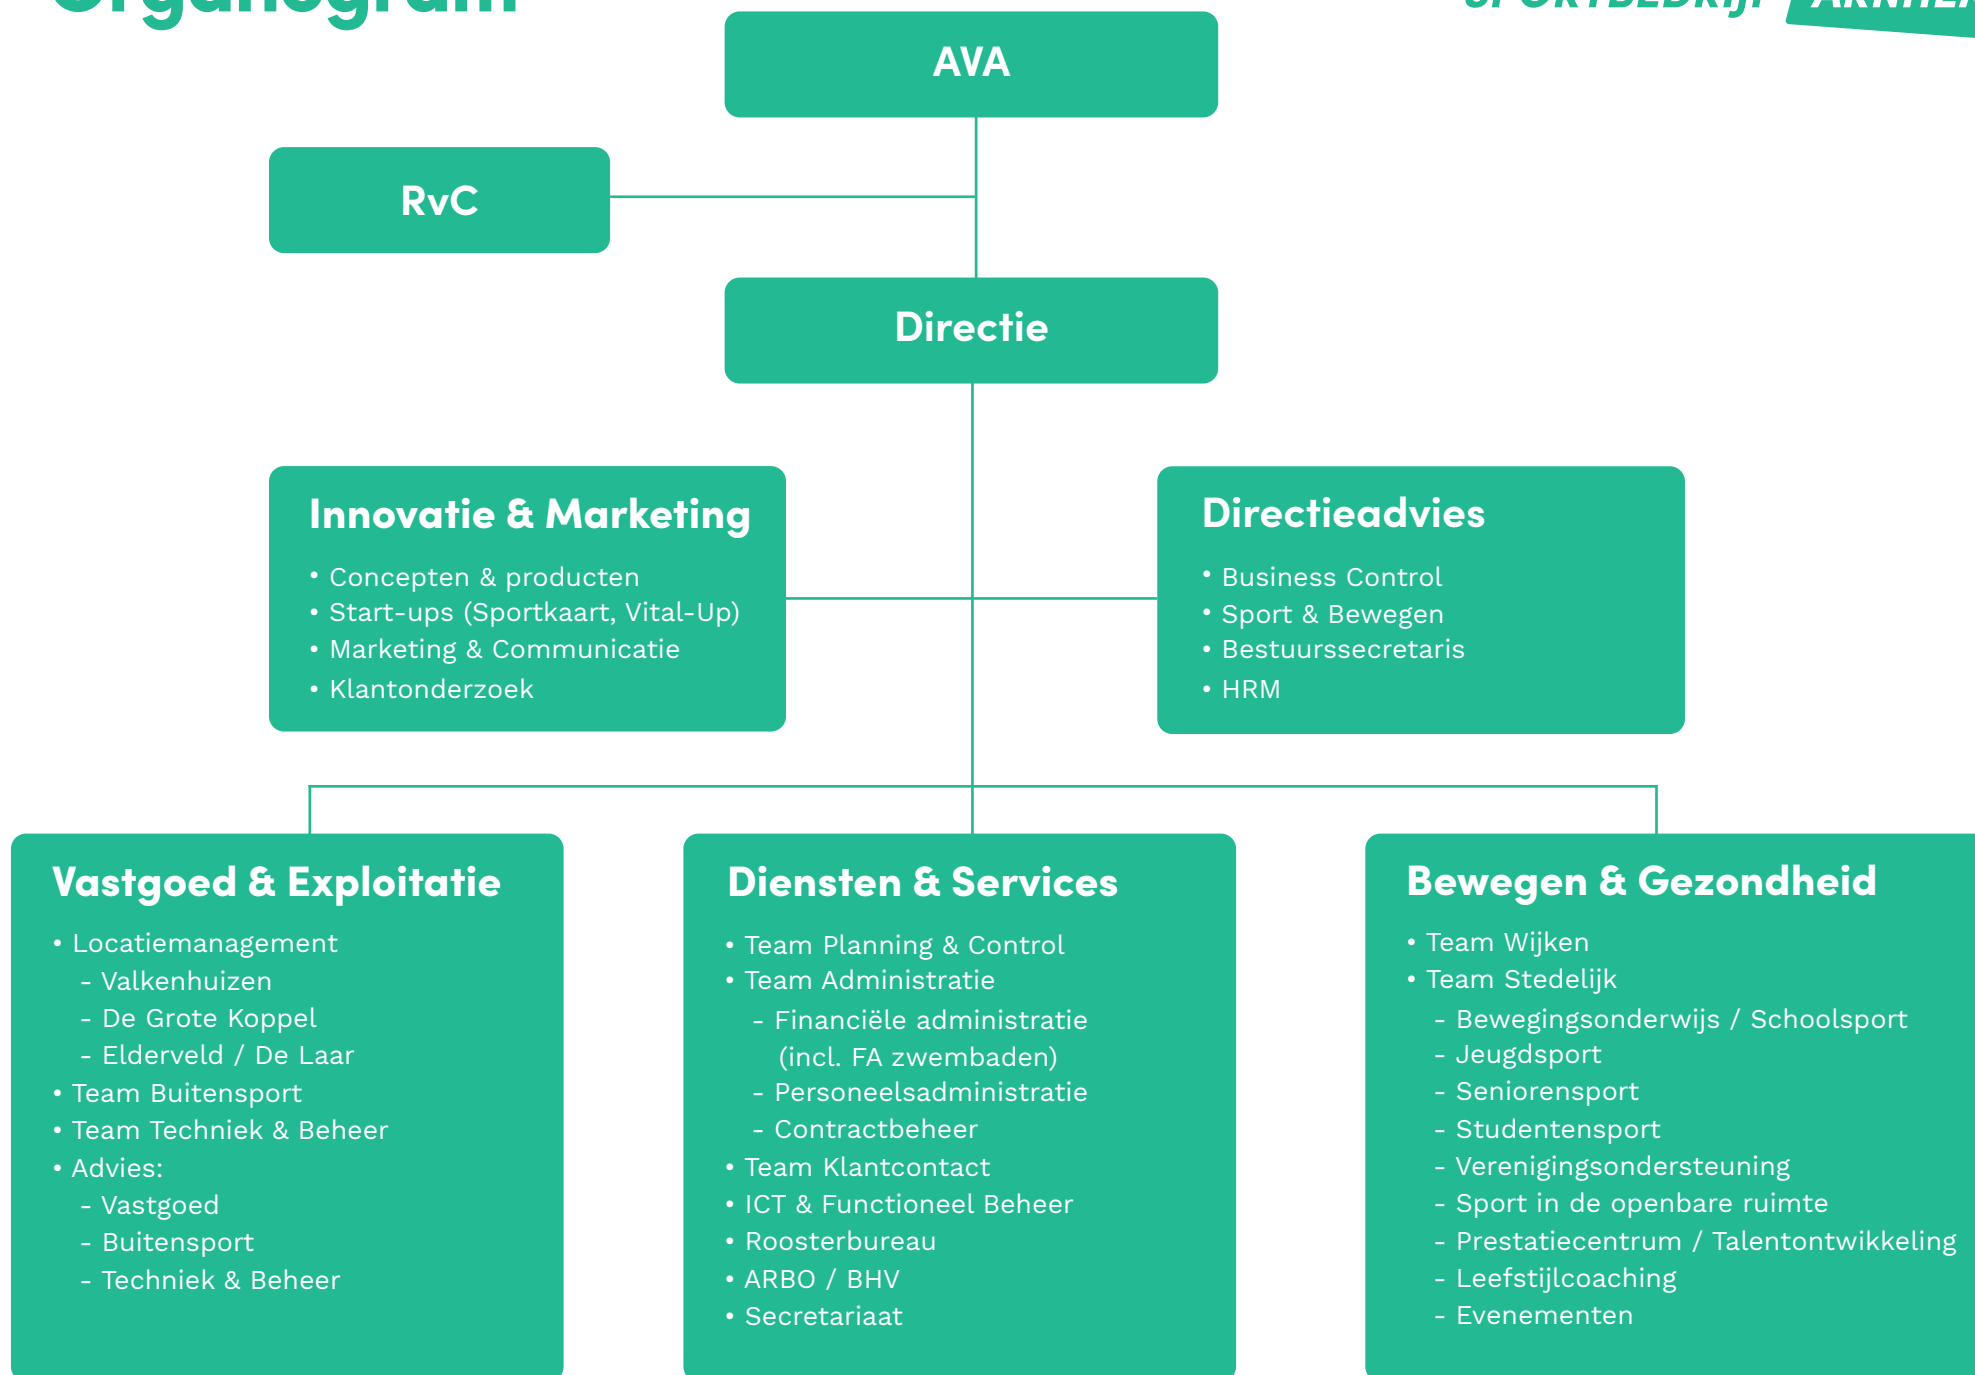 Organogram
SPORTBEDRIJF ARNHEM
AVA
RvC
Directie
Innovatie & Marketing
• Concepten & producten
• Start-ups (Sportkaart, Vital-Up)
• Marketing & Communicatie
• Klantonderzoek
Directieadvies
• Business Control
• Sport & Bewegen
• Bestuurssecretaris
• HRM
Vastgoed & Exploitatie
• Locatiemanagement
- Valkenhuizen
- De Grote Koppel
- Elderveld / De Laar
• Team Buitensport
• Team Techniek & Beheer
• Advies:
- Vastgoed
- Buitensport
- Techniek & Beheer
Diensten & Services
• Team Planning & Control
• Team Administratie
- Financiële administratie
(incl. FA zwembaden)
- Personeelsadministratie
- Contractbeheer
• Team Klantcontact
• ICT & Functioneel Beheer
• Roosterbureau
• ARBO / BHV
• Secretariaat
Bewegen & Gezondheid
• Team Wijken
• Team Stedelijk
- Bewegingsonderwijs / Schoolsport
- Jeugdsport
- Seniorensport
- Studentensport
- Verenigingsondersteuning
- Sport in de openbare ruimte
- Prestatiecentrum / Talentontwikkeling
- Leefstijlcoaching
- Evenementen